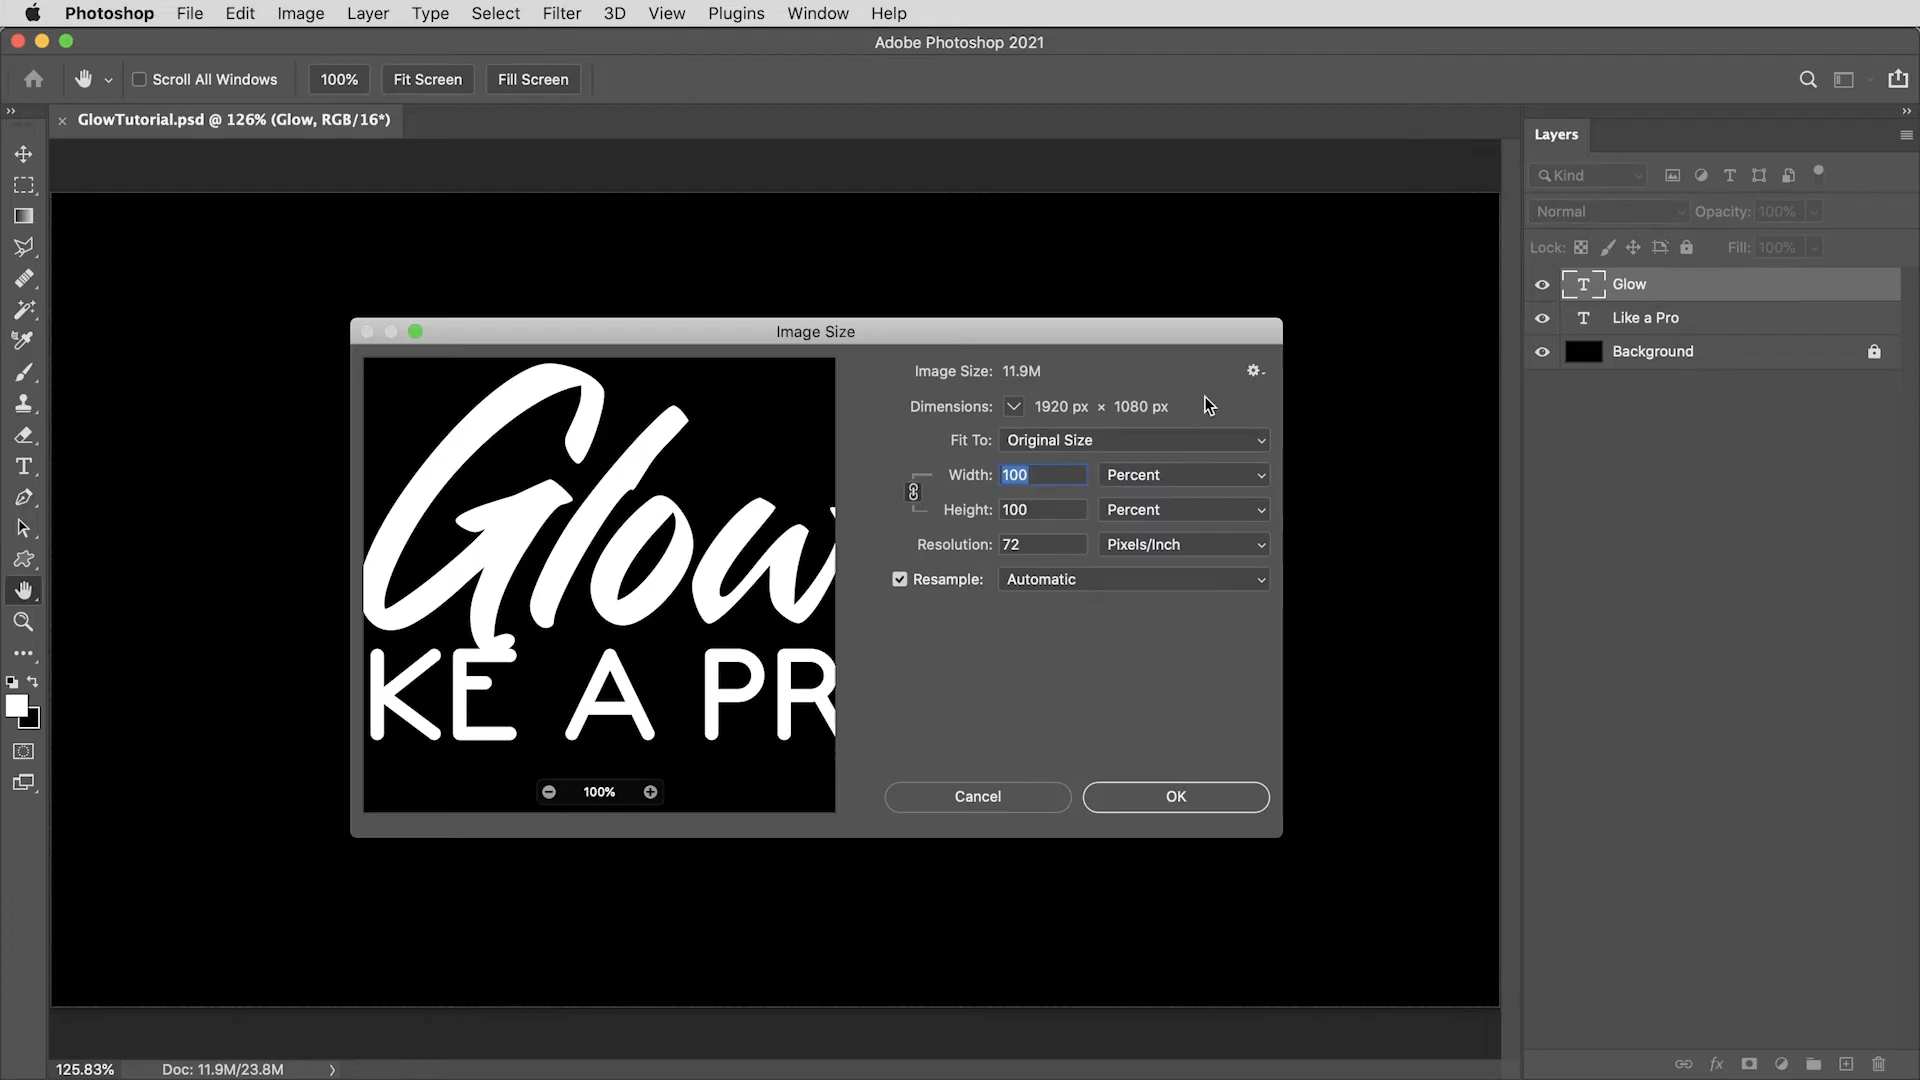 Photoshop File Edit Image Layer Type Select Filter 3D View Plugins Window Help
Adobe Photoshop 2021
Scroll All Windows 100% Fit Screen Fill Screen
GlowTutorial.psd @ 126% (Glow, RGB/16*)
Layers
Kind
Normal Opacity: 100%
Lock: Fill: 100%
Glow
Like a Pro
Background
Image Size
Image Size: 11.9M
Dimensions: 1920 px × 1080 px
Fit To: Original Size
Width: 100 Percent
Height: 100 Percent
Resolution: 72 Pixels/Inch
Resample: Automatic
Glow
KE A PR
100%
Cancel OK
125.83% Doc: 11.9M/23.8M